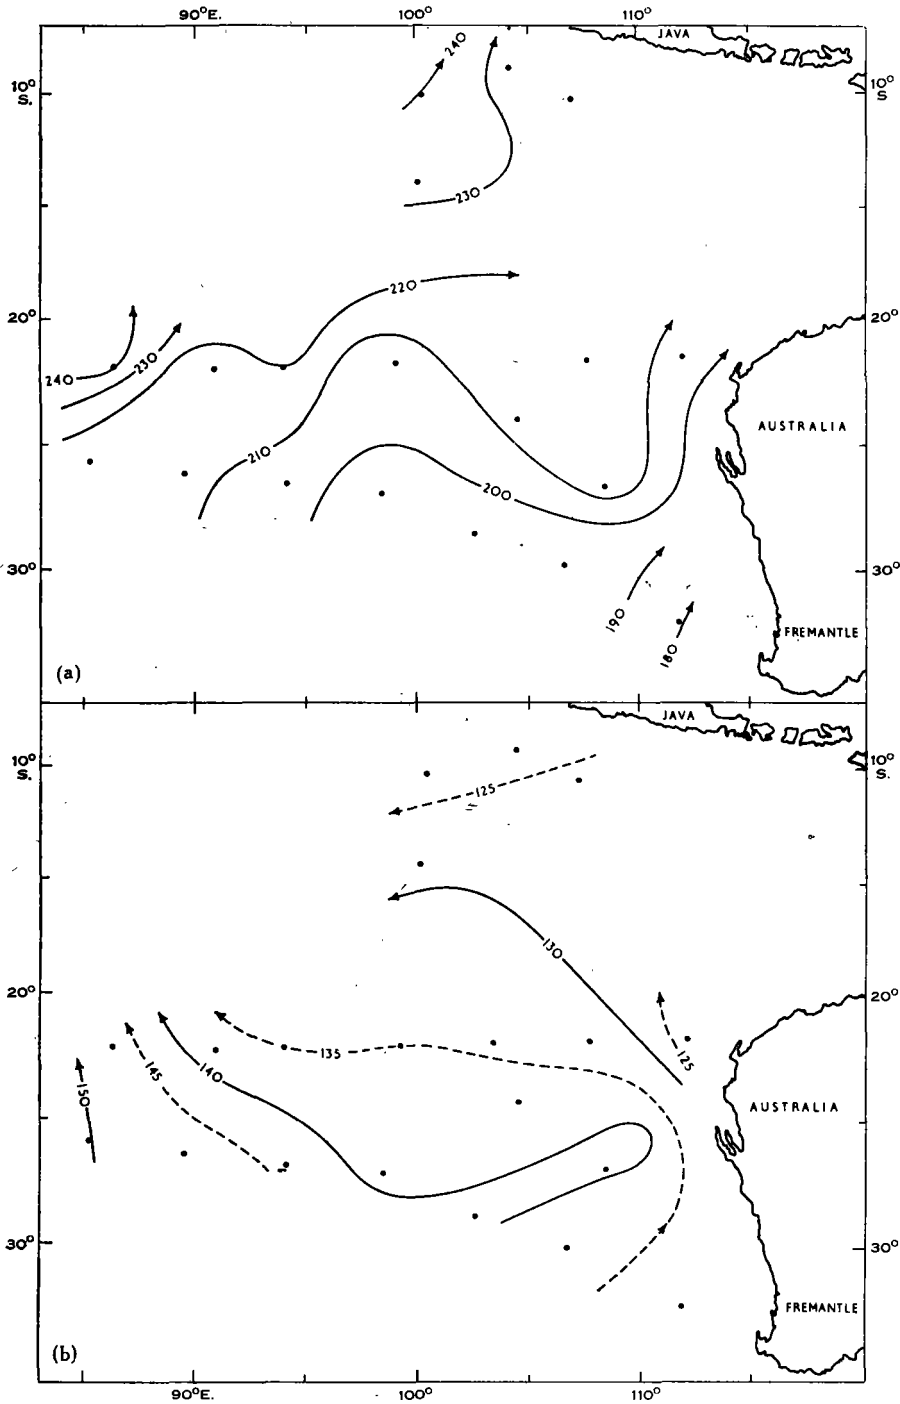 90°E.
100°
110°
JAVA
240
10°
S.
10°
S
230
220
20°
20°
230
240
AUSTRALIA
210
200
30°
30°
190
FREMANTLE
180
(a)
JAVA
10°
S.
10°
S.
125
130
20°
20°
135
125
145
140
150
AUSTRALIA
30°
30°
FREMANTLE
(b)
90°E.
100°
110°